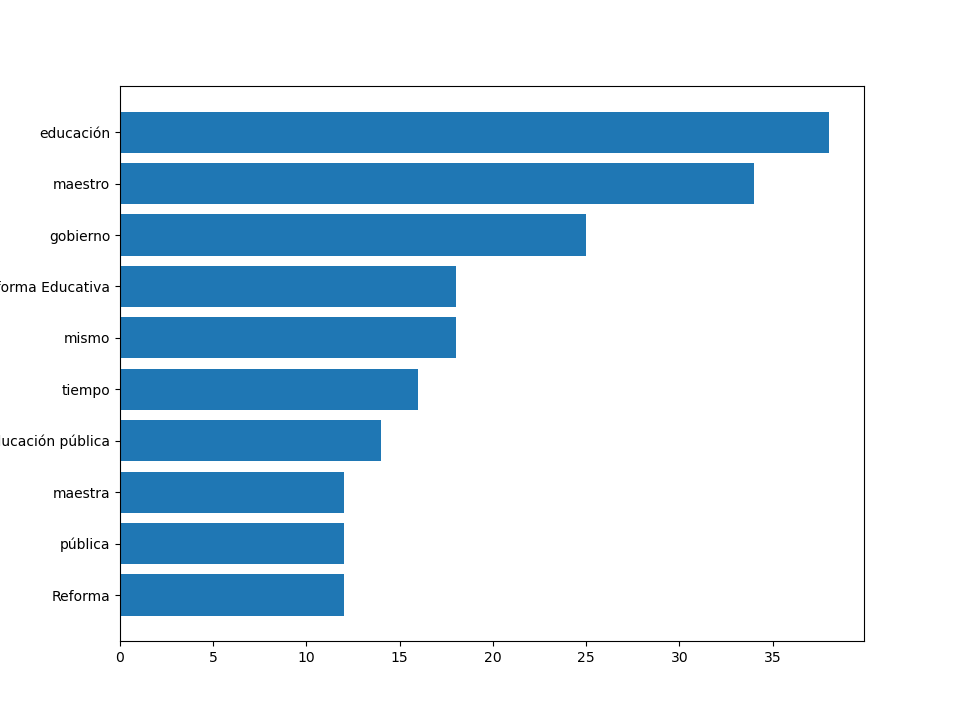 educación
maestro
gobierno
forma Educativa
mismo
tiempo
ucación pública
maestra
pública
Reforma
0 5 10 15 20 25 30 35